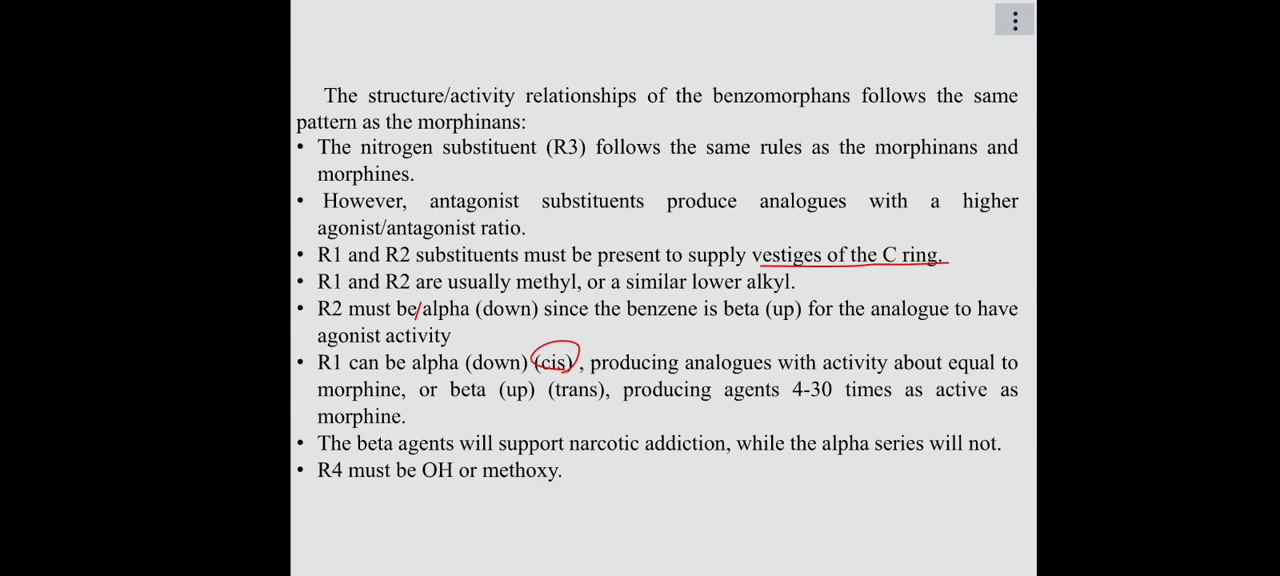 The structure/activity relationships of the benzomorphans follows the same
pattern as the morphinans:
• The nitrogen substituent (R3) follows the same rules as the morphinans and
morphines.
• However, antagonist substituents produce analogues with a higher
agonist/antagonist ratio.
• R1 and R2 substituents must be present to supply vestiges of the C ring.
• R1 and R2 are usually methyl, or a similar lower alkyl.
• R2 must be alpha (down) since the benzene is beta (up) for the analogue to have
agonist activity
• R1 can be alpha (down) (cis) , producing analogues with activity about equal to
morphine, or beta (up) (trans), producing agents 4-30 times as active as
morphine.
• The beta agents will support narcotic addiction, while the alpha series will not.
• R4 must be OH or methoxy.